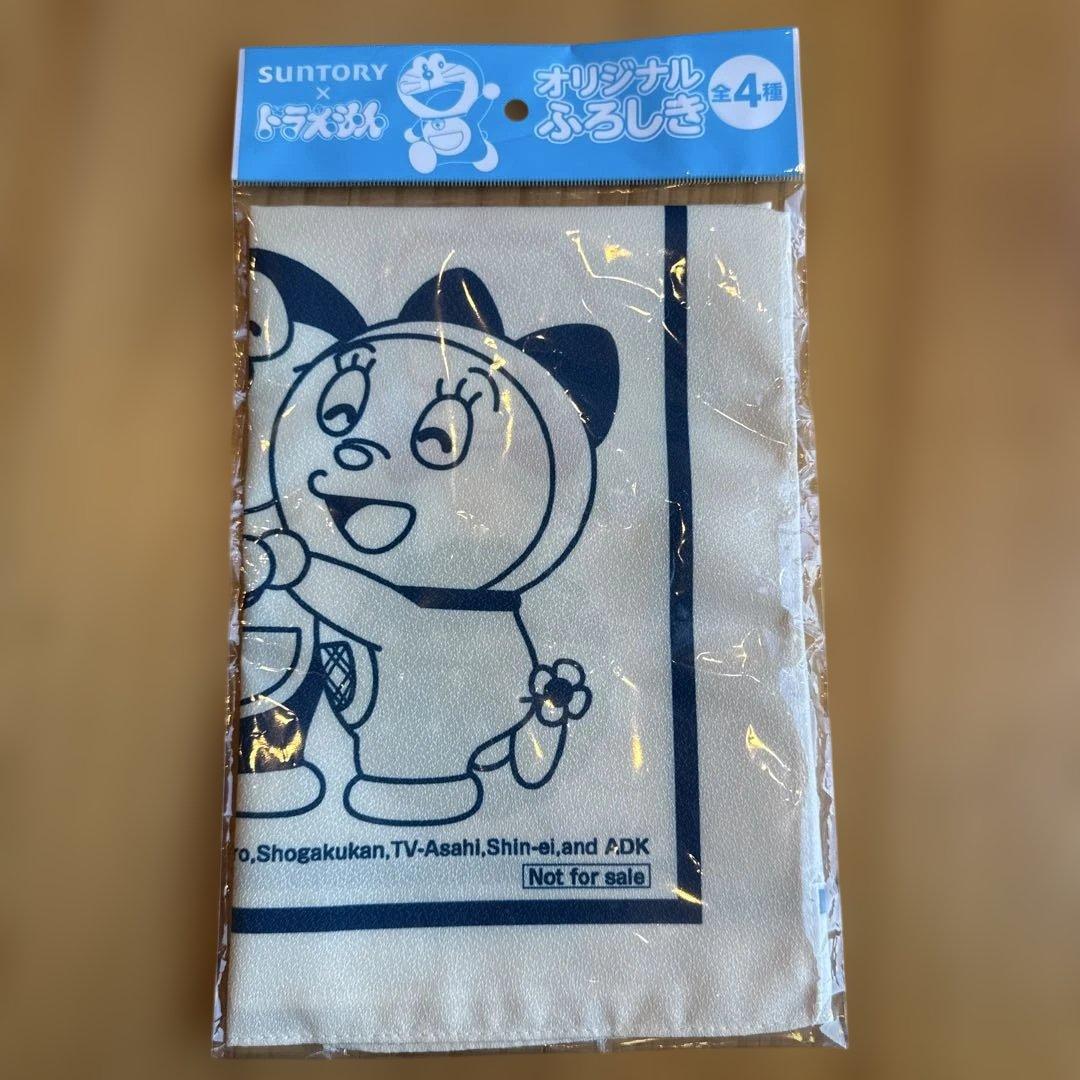 SUNTORY
×
ドラえもん
オリジナル
ふろしき
全4種
ro,Shogakukan,TV-Asahi,Shin-ei,and ADK
Not for sale